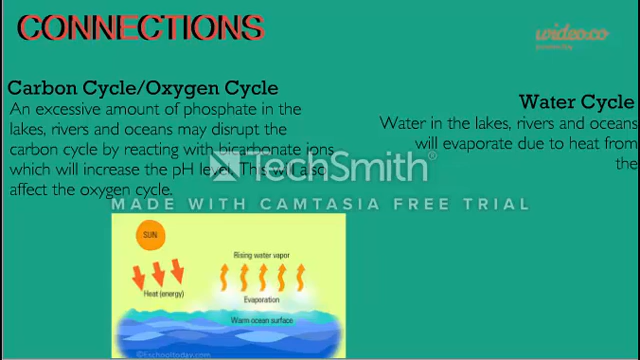 CONNECTIONS
wideo.co
Carbon Cycle/Oxygen Cycle
An excessive amount of phosphate in the
lakes, rivers and oceans may disrupt the
carbon cycle by reacting with bicarbonate ions
which will increase the pH level. This will also
affect the oxygen cycle.
Water Cycle
Water in the lakes, rivers and oceans
will evaporate due to heat from
the
TechSmith®
MADE WITH CAMTASIA FREE TRIAL
SUN
Rising water vapor
Heat (energy)
Evaporation
Warm ocean surface
©Eschooltoday.com